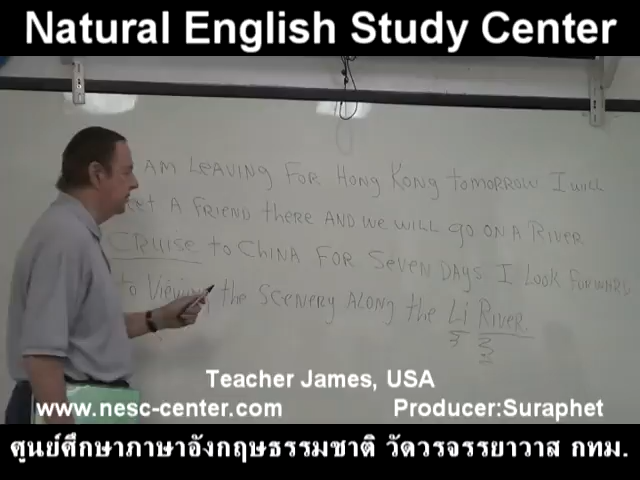 Natural English Study Center
AM LEAVING FOR HONG KONG TOMORROW I will
A FRIEND there AND WE WILL GO ON A RIVER
CRUISE to CHINA FOR SEVEN DAYS I LOOK FORWARD
to Viewing the SCENERY ALONG the Li RIVER.
Teacher James, USA
www.nesc-center.com Producer:Suraphet
ศูนย์ศึกษาภาษาอังกฤษธรรมชาติ วัดวรจรรยาวาส กทม.